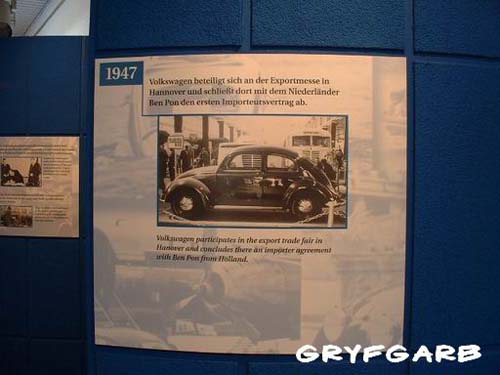 1947
Volkswagen beteiligt sich an der Exportmesse in
Hannover und schließt dort mit dem Niederländer
Ben Pon den ersten Importeursvertrag ab.
Volkswagen participates in the export trade fair in
Hanover and concludes there an importer agreement
with Ben Pon from Holland.
GRYFGARB